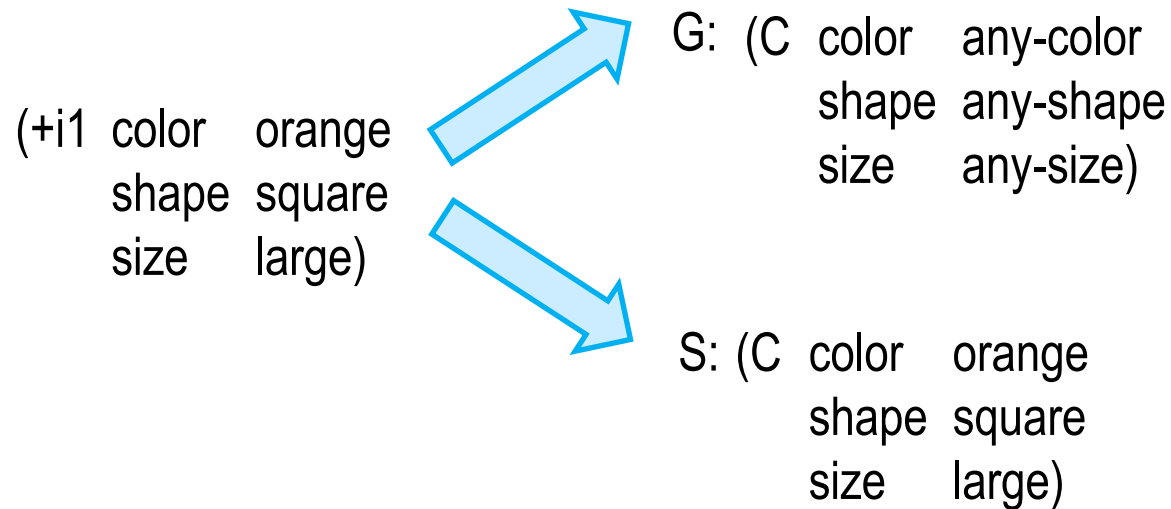 (+i1 color orange
shape square
size large)
G: (C color any-color
shape any-shape
size any-size)
S: (C color orange
shape square
size large)